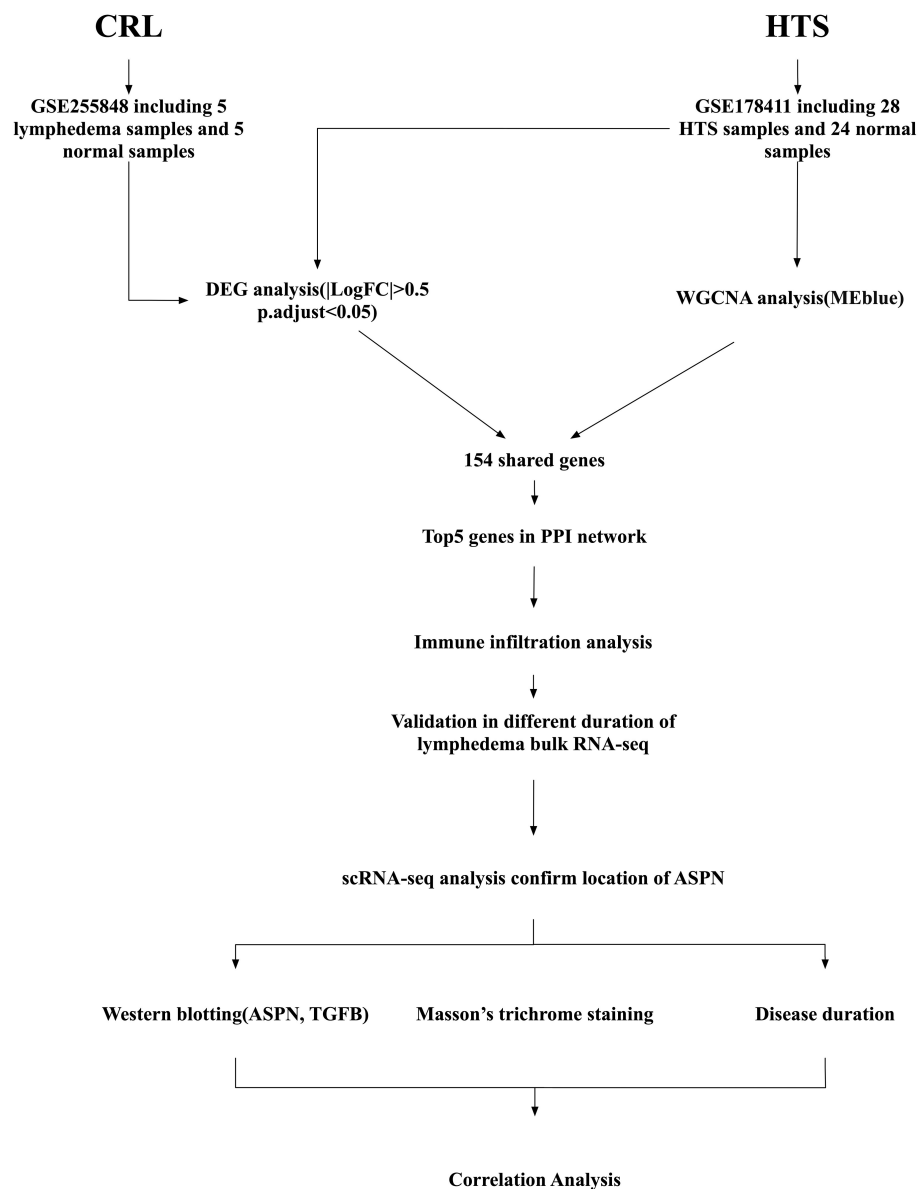 CRL
HTS
GSE255848 including 5
lymphedema samples and 5
normal samples
GSE178411 including 28
HTS samples and 24 normal
samples
DEG analysis(|LogFC|>0.5
p.adjust<0.05)
WGCNA analysis(MEblue)
154 shared genes
Top5 genes in PPI network
Immune infiltration analysis
Validation in different duration of
lymphedema bulk RNA-seq
scRNA-seq analysis confirm location of ASPN
Western blotting(ASPN, TGFB)
Masson’s trichrome staining
Disease duration
Correlation Analysis